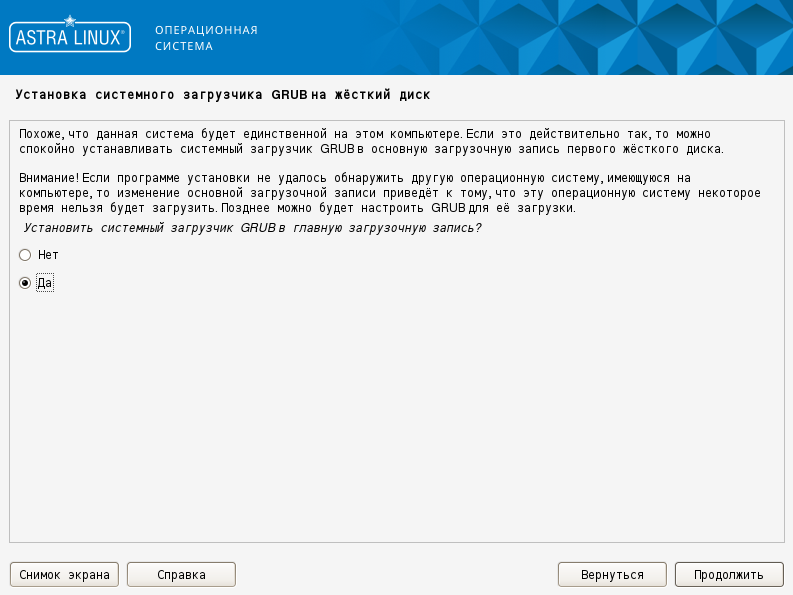 ASTRA LINUX®
ОПЕРАЦИОННАЯ
СИСТЕМА
Установка системного загрузчика GRUB на жёсткий диск
Похоже, что данная система будет единственной на этом компьютере. Если это действительно так, то можно
спокойно устанавливать системный загрузчик GRUB в основную загрузочную запись первого жёсткого диска.
Внимание! Если программе установки не удалось обнаружить другую операционную систему, имеющуюся на
компьютере, то изменение основной загрузочной записи приведёт к тому, что эту операционную систему некоторое
время нельзя будет загрузить. Позднее можно будет настроить GRUB для её загрузки.
Установить системный загрузчик GRUB в главную загрузочную запись?
Нет
Да
Снимок экрана
Справка
Вернуться
Продолжить